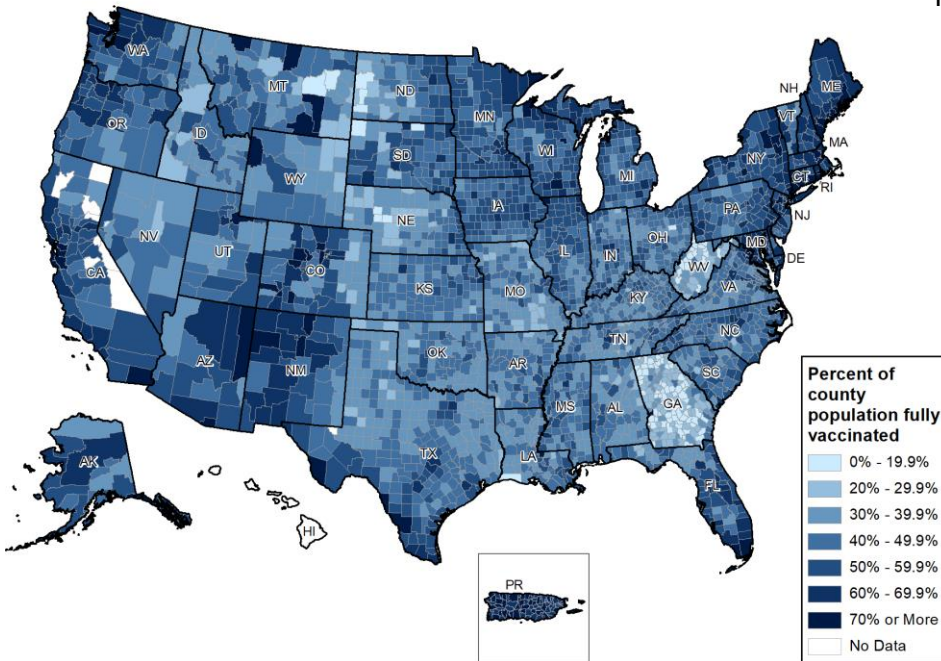 WA
MT
ND
MN
OR
ID
SD
WI
MI
NH
VT
ME
NY
MA
CT
RI
WY
IA
PA
NJ
NE
NV
UT
CO
IL
IN
OH
MD
DE
WV
CA
KS
MO
KY
VA
TN
NC
AZ
NM
OK
AR
SC
MS
AL
GA
TX
LA
FL
AK
HI
PR
Percent of
county
population fully
vaccinated
0% - 19.9%
20% - 29.9%
30% - 39.9%
40% - 49.9%
50% - 59.9%
60% - 69.9%
70% or More
No Data